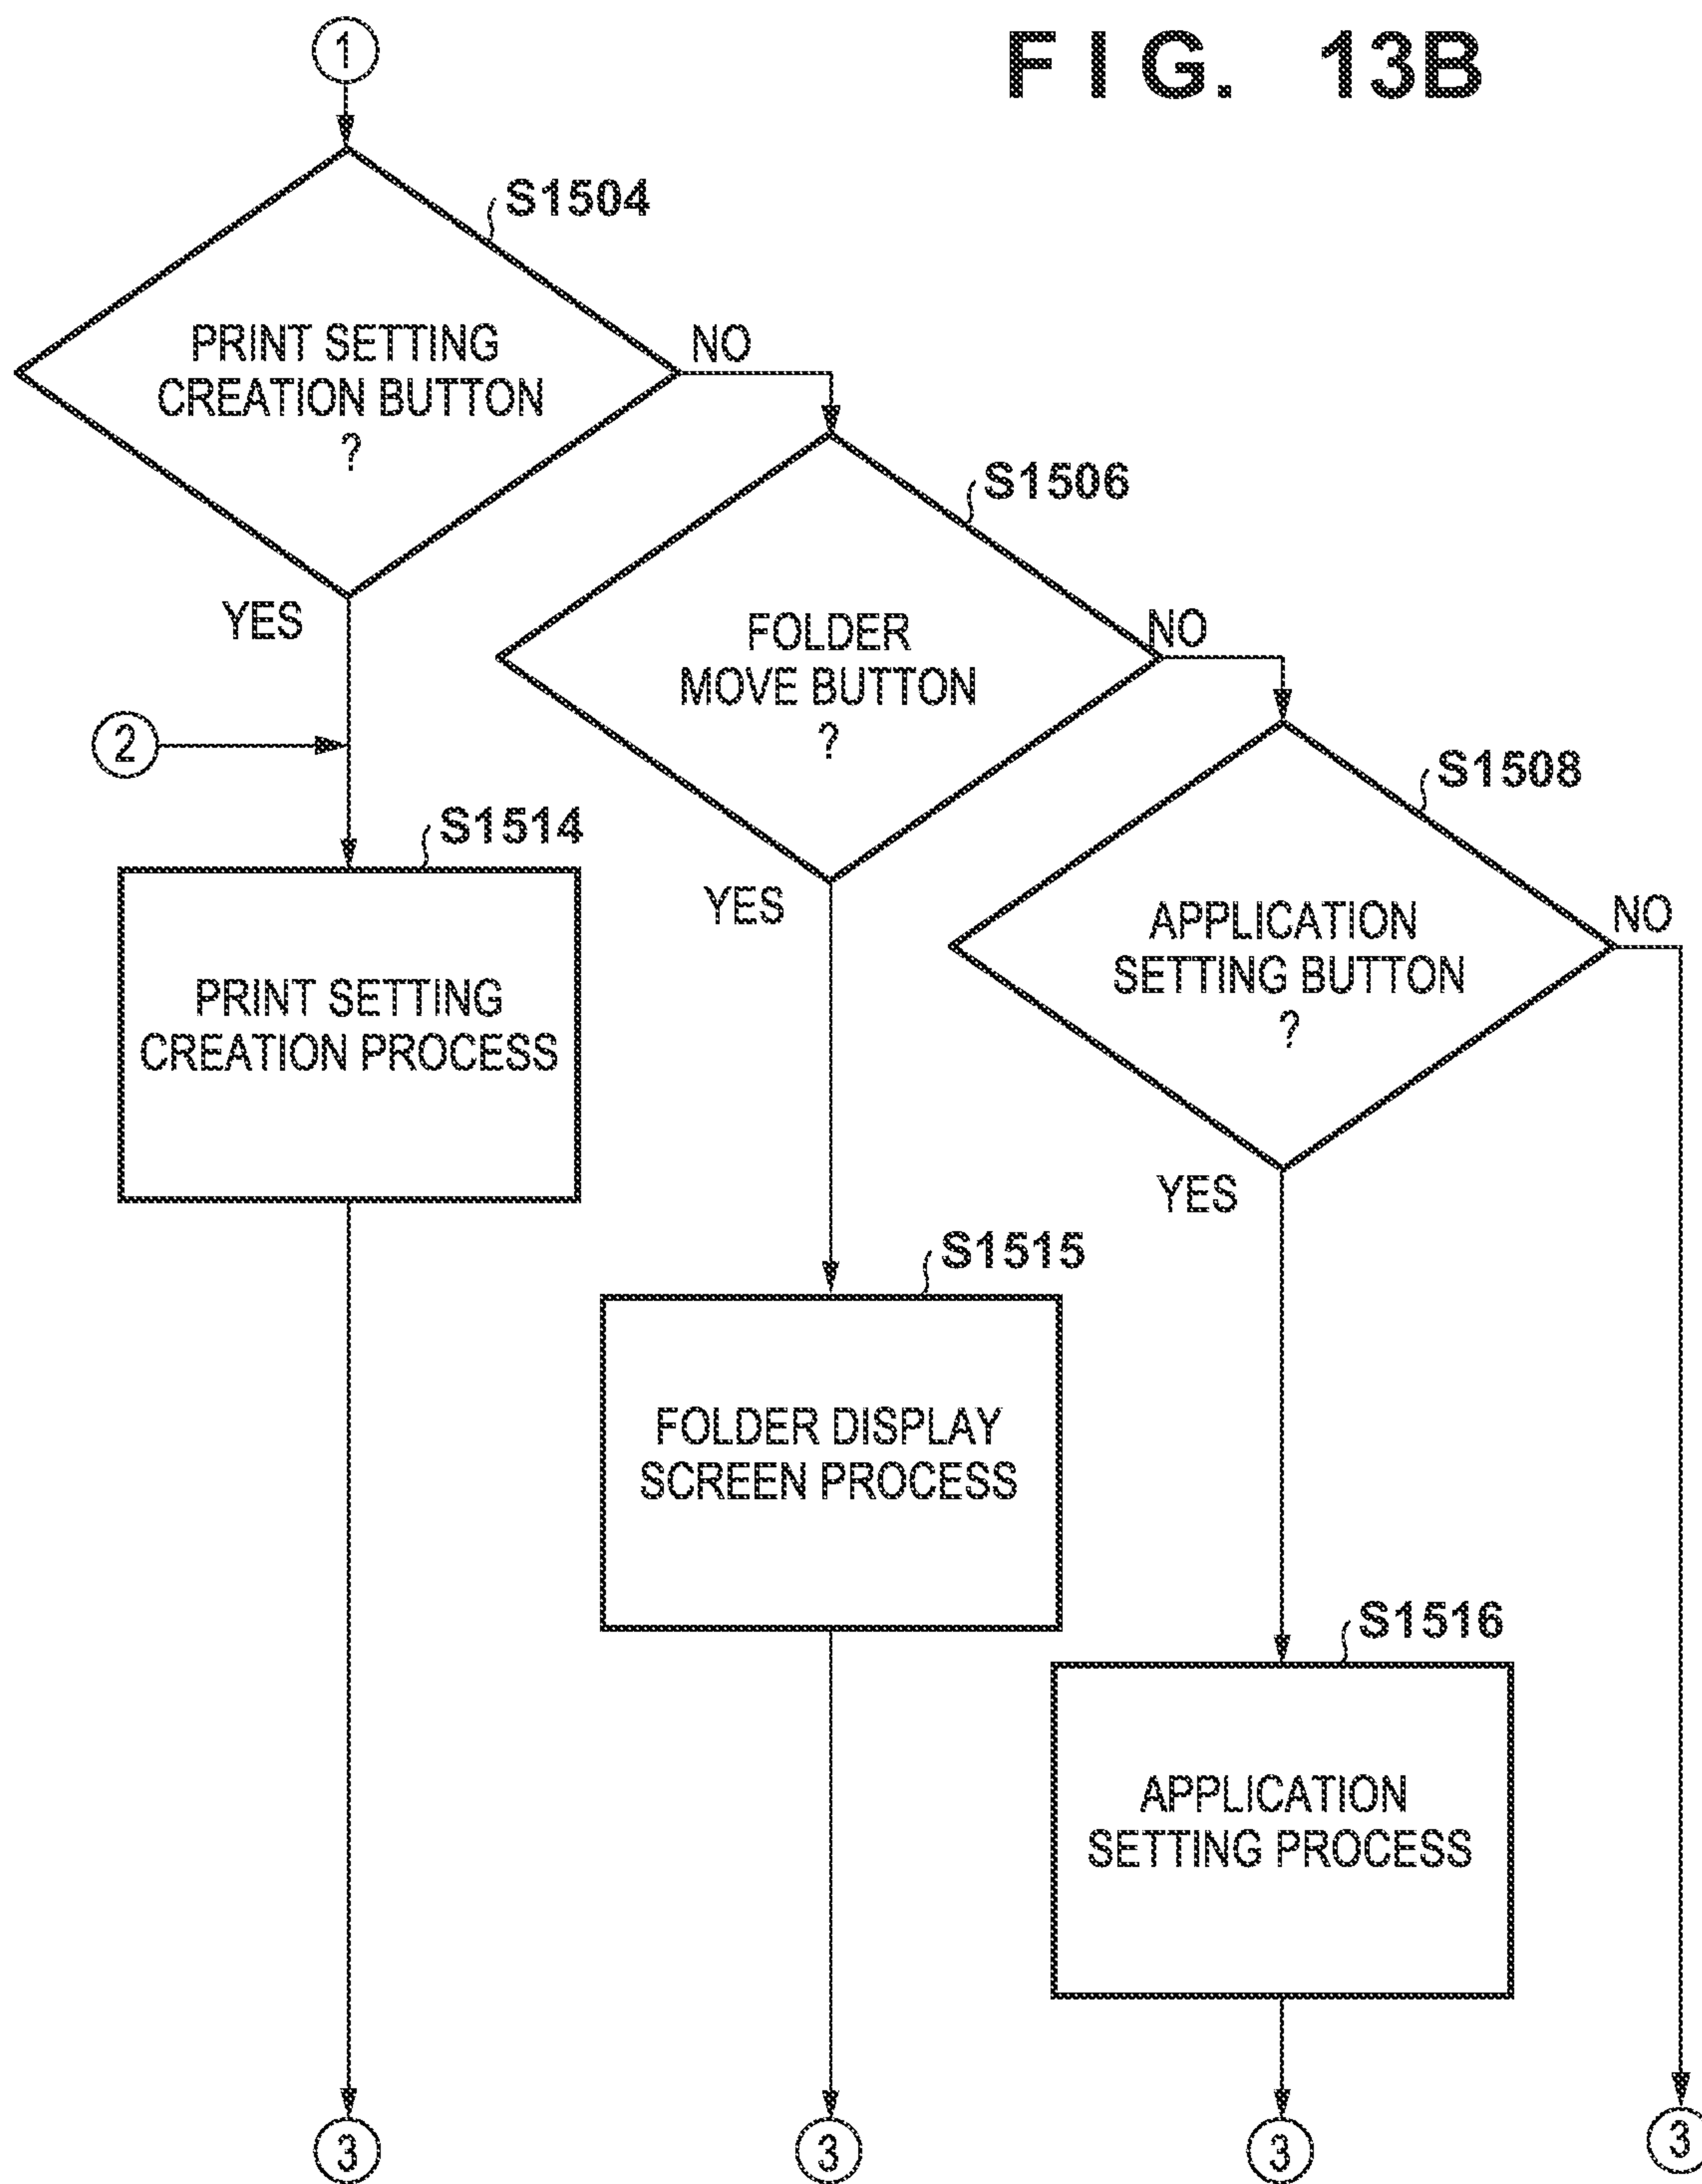 FIG. 13B
1
S1504
PRINT SETTING
CREATION BUTTON
?
NO
YES
S1506
FOLDER
MOVE BUTTON
?
NO
YES
2
S1508
APPLICATION
SETTING BUTTON
?
NO
YES
S1514
PRINT SETTING
CREATION PROCESS
S1515
FOLDER DISPLAY
SCREEN PROCESS
S1516
APPLICATION
SETTING PROCESS
3
3
3
3